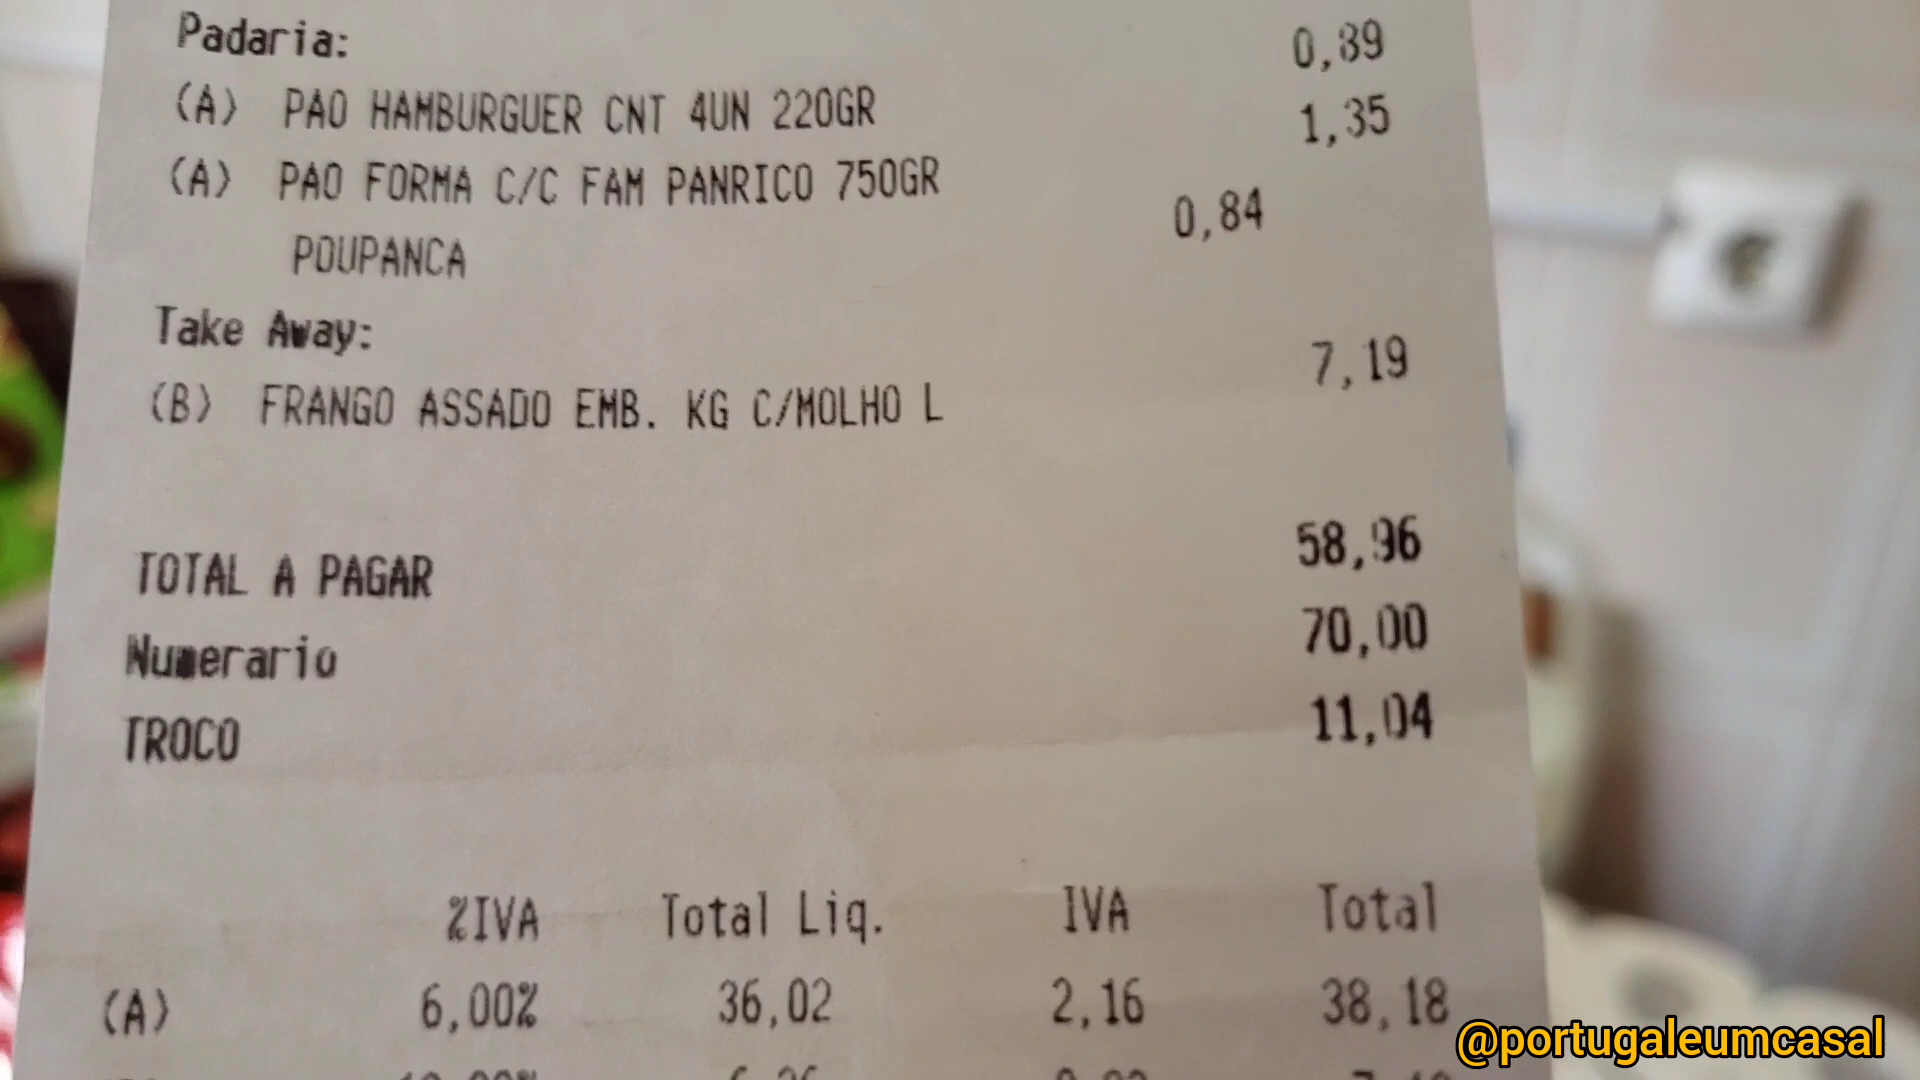 Padaria:
(A) PAO HAMBURGUER CNT 4UN 220GR 0,89
(A) PAO FORMA C/C FAM PANRICO 750GR 1,35
POUPANCA 0,84
Take Away:
(B) FRANGO ASSADO EMB. KG C/MOLHO L 7,19
TOTAL A PAGAR 58,96
Numerario 70,00
TROCO 11,04
%IVA Total Liq. IVA Total
(A) 6,00% 36,02 2,16 38,18
@portugaleumcasal